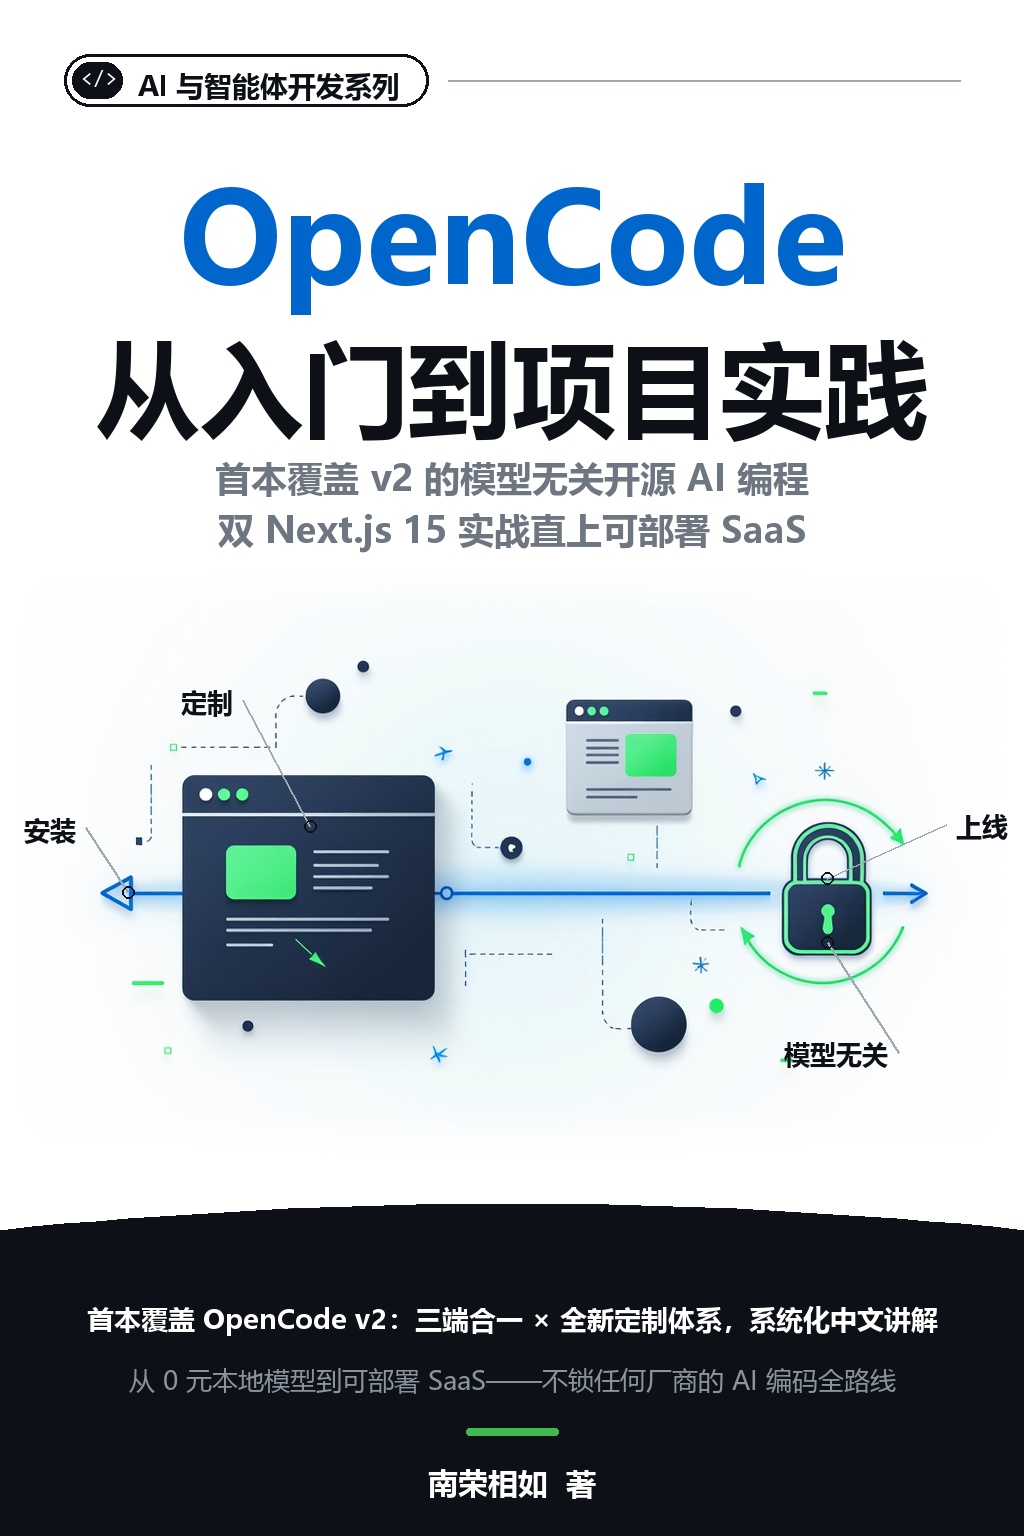 </> AI 与智能体开发系列
OpenCode
从入门到项目实践
首本覆盖 v2 的模型无关开源 AI 编程
双 Next.js 15 实战直上可部署 SaaS
定制
安装
上线
模型无关
首本覆盖 OpenCode v2：三端合一 × 全新定制体系，系统化中文讲解
从 0 元本地模型到可部署 SaaS——不锁任何厂商的 AI 编码全路线
南荣相如 著